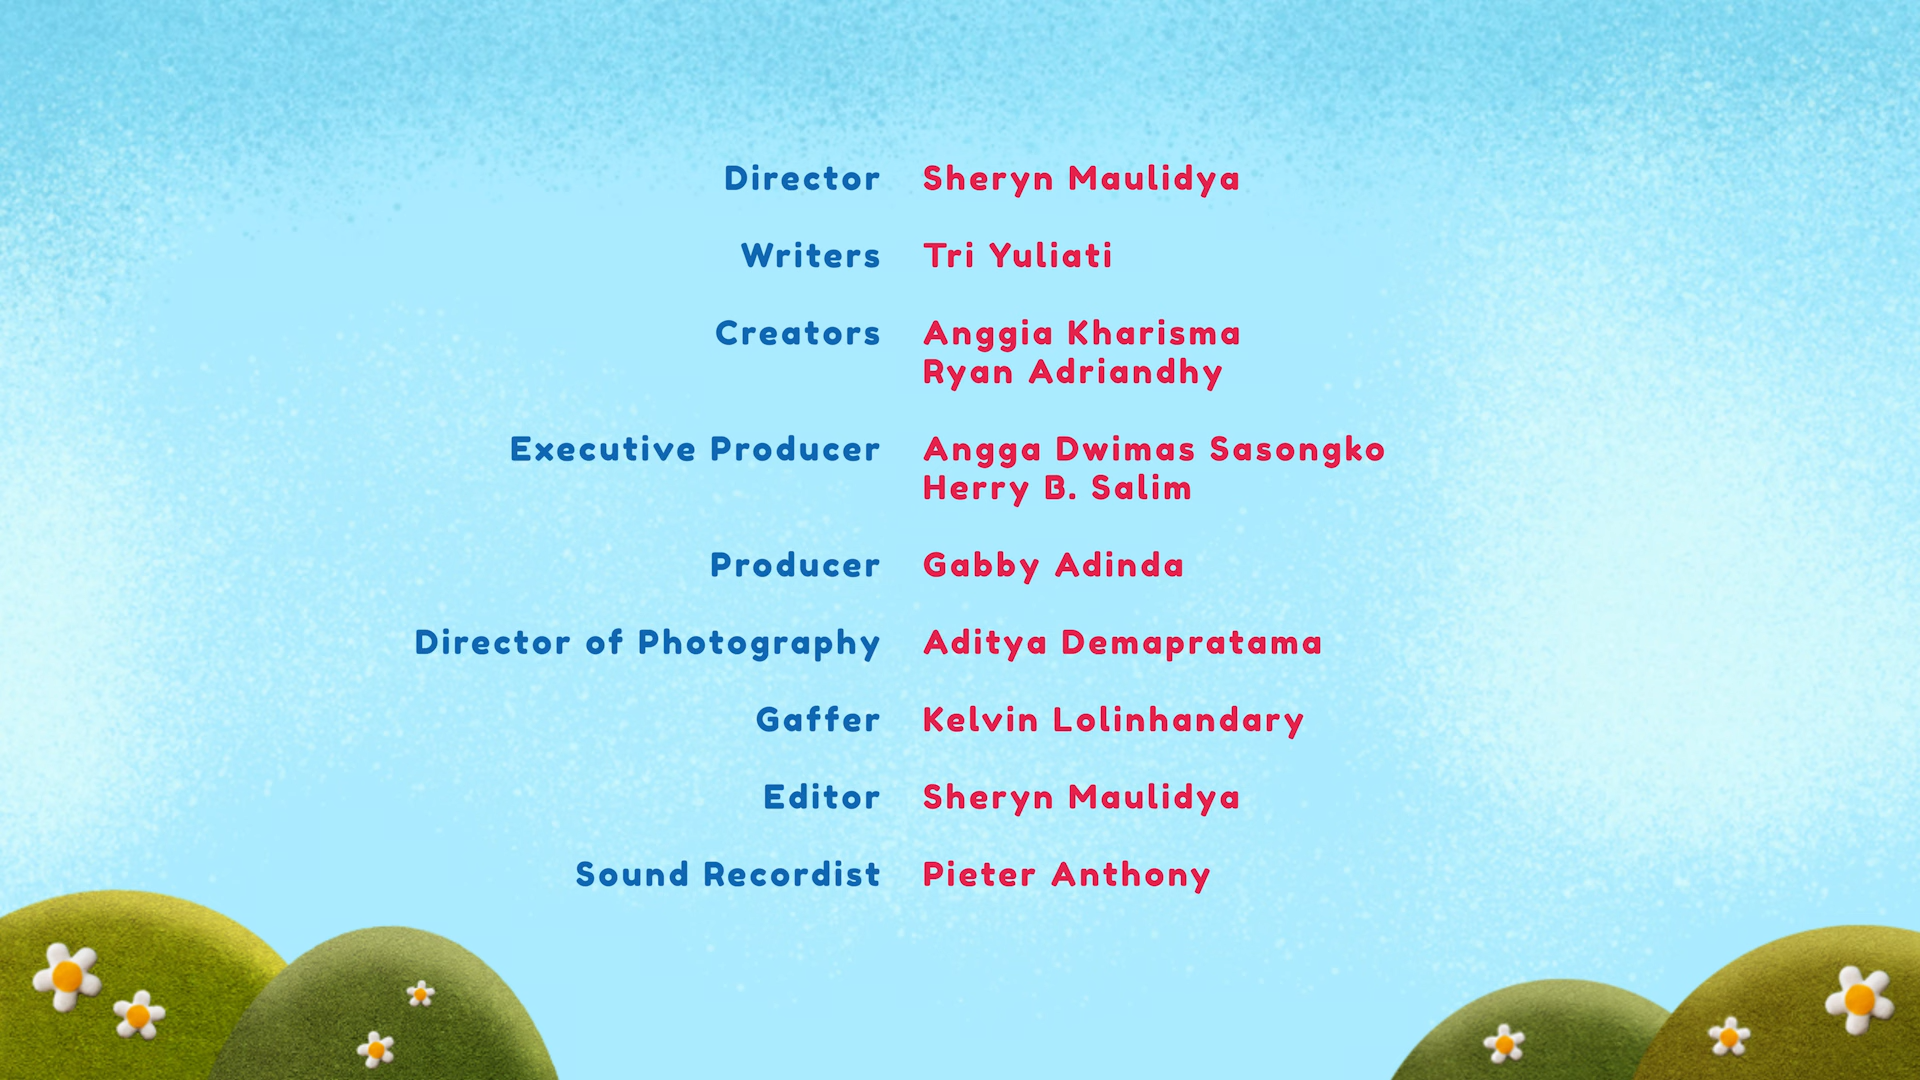 Director Sheryn Maulidya
Writers Tri Yuliati
Creators Anggia Kharisma
Ryan Adriandhy
Executive Producer Angga Dwimas Sasongko
Herry B. Salim
Producer Gabby Adinda
Director of Photography Aditya Demapratama
Gaffer Kelvin Lolinhandary
Editor Sheryn Maulidya
Sound Recordist Pieter Anthony